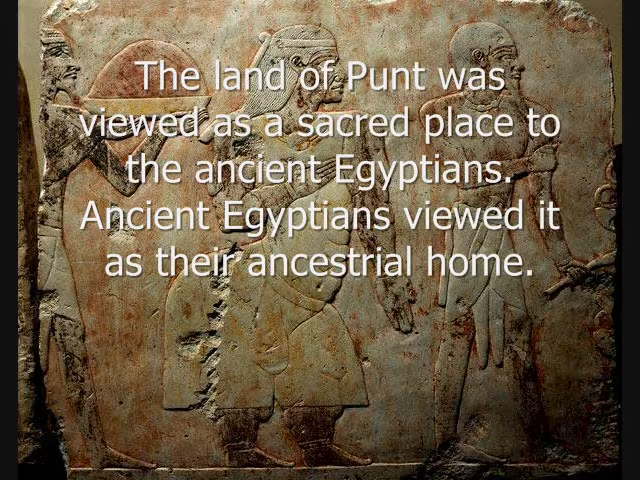 The land of Punt was
viewed as a sacred place to
the ancient Egyptians.
Ancient Egyptians viewed it
as their ancestrial home.